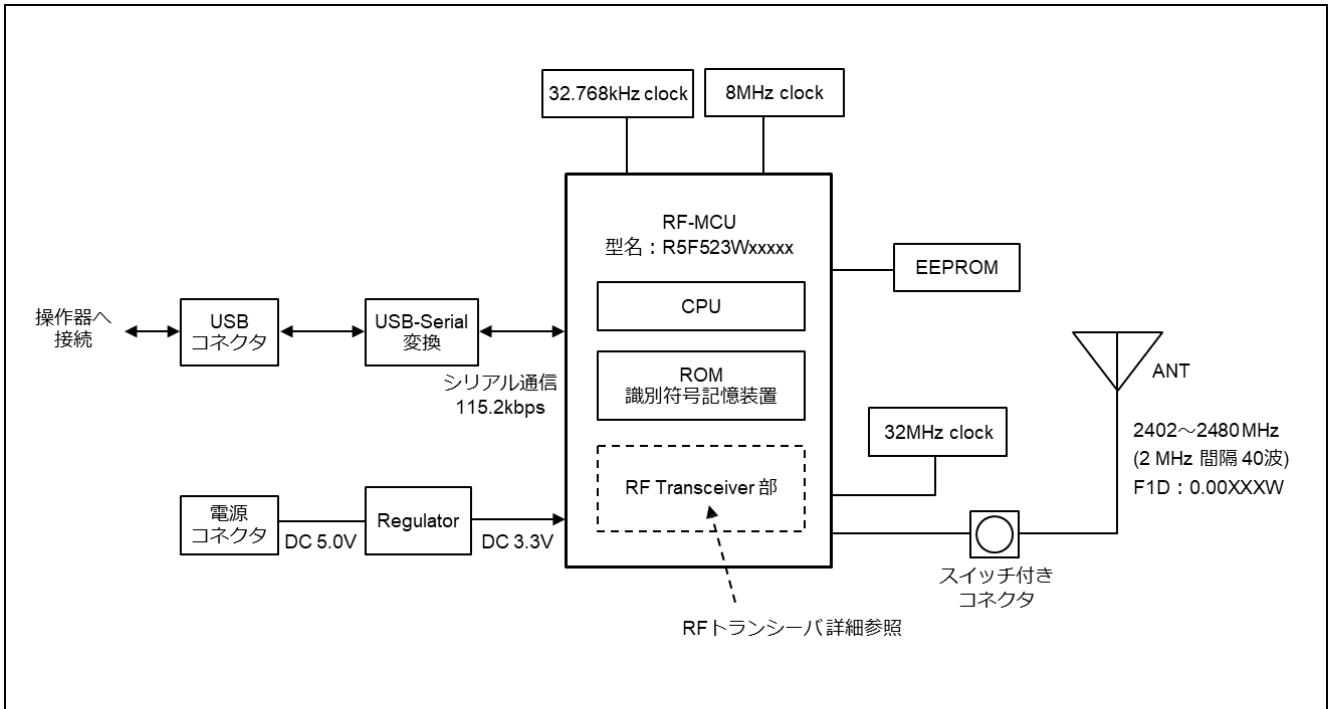 32.768kHz clock
8MHz clock
RF-MCU
型名：R5F523Wxxxxx
CPU
ROM
識別符号記憶装置
RF Transceiver 部
EEPROM
操作器へ
接続
USB
コネクタ
USB-Serial
変換
シリアル通信
115.2kbps
32MHz clock
ANT
2402～2480MHz
(2 MHz 間隔 40波)
F1D：0.00XXXW
電源
コネクタ
DC 5.0V
Regulator
DC 3.3V
スイッチ付き
コネクタ
RFトランシーバ詳細参照